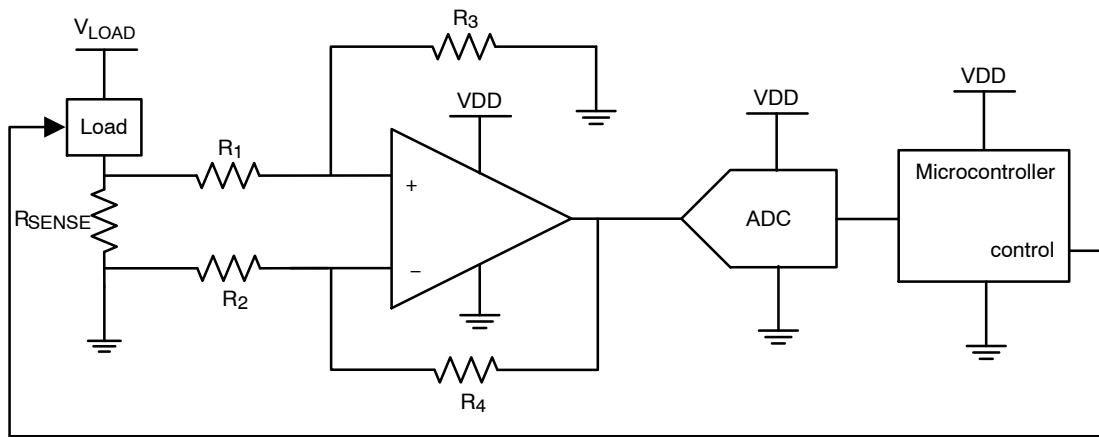 VLOAD
Load
RSENSE
R1
R2
R3
VDD
+
−
R4
VDD
ADC
VDD
Microcontroller
control